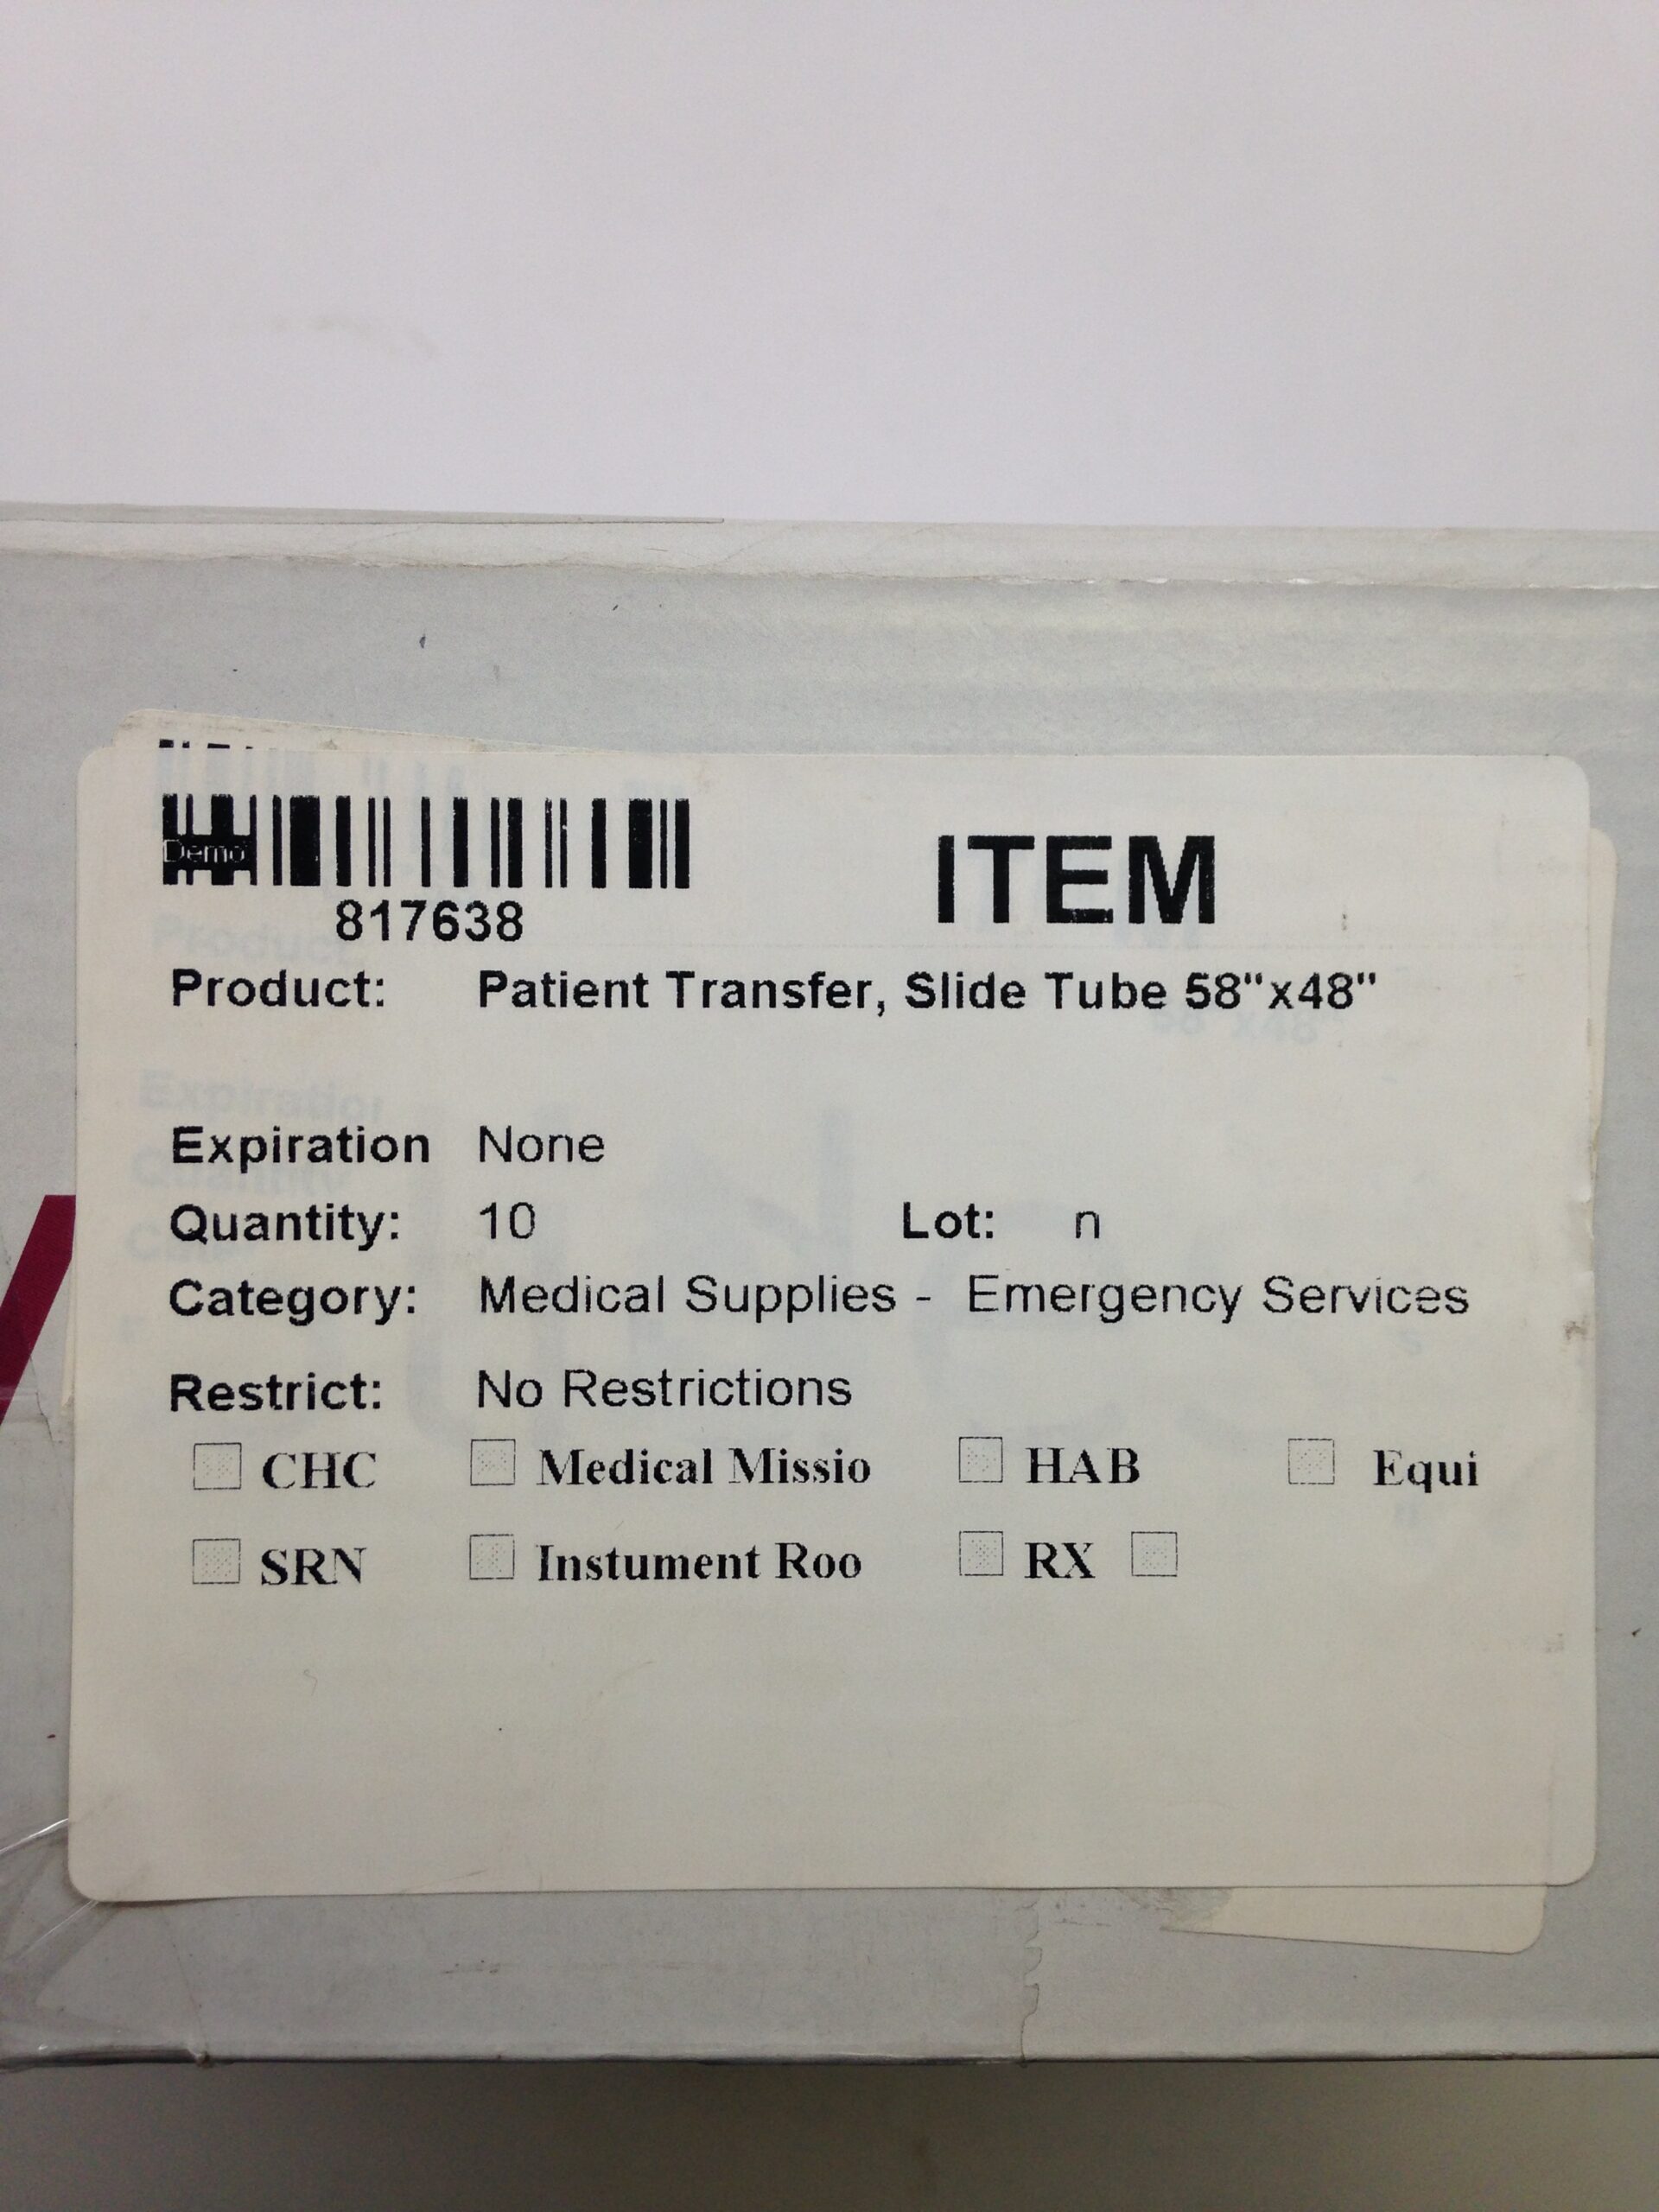 Demo
817638
ITEM
Product: Patient Transfer, Slide Tube 58"x48"
Expiration None
Quantity: 10 Lot: n
Category: Medical Supplies - Emergency Services
Restrict: No Restrictions
CHC Medical Missio HAB Equi
SRN Instument Roo RX